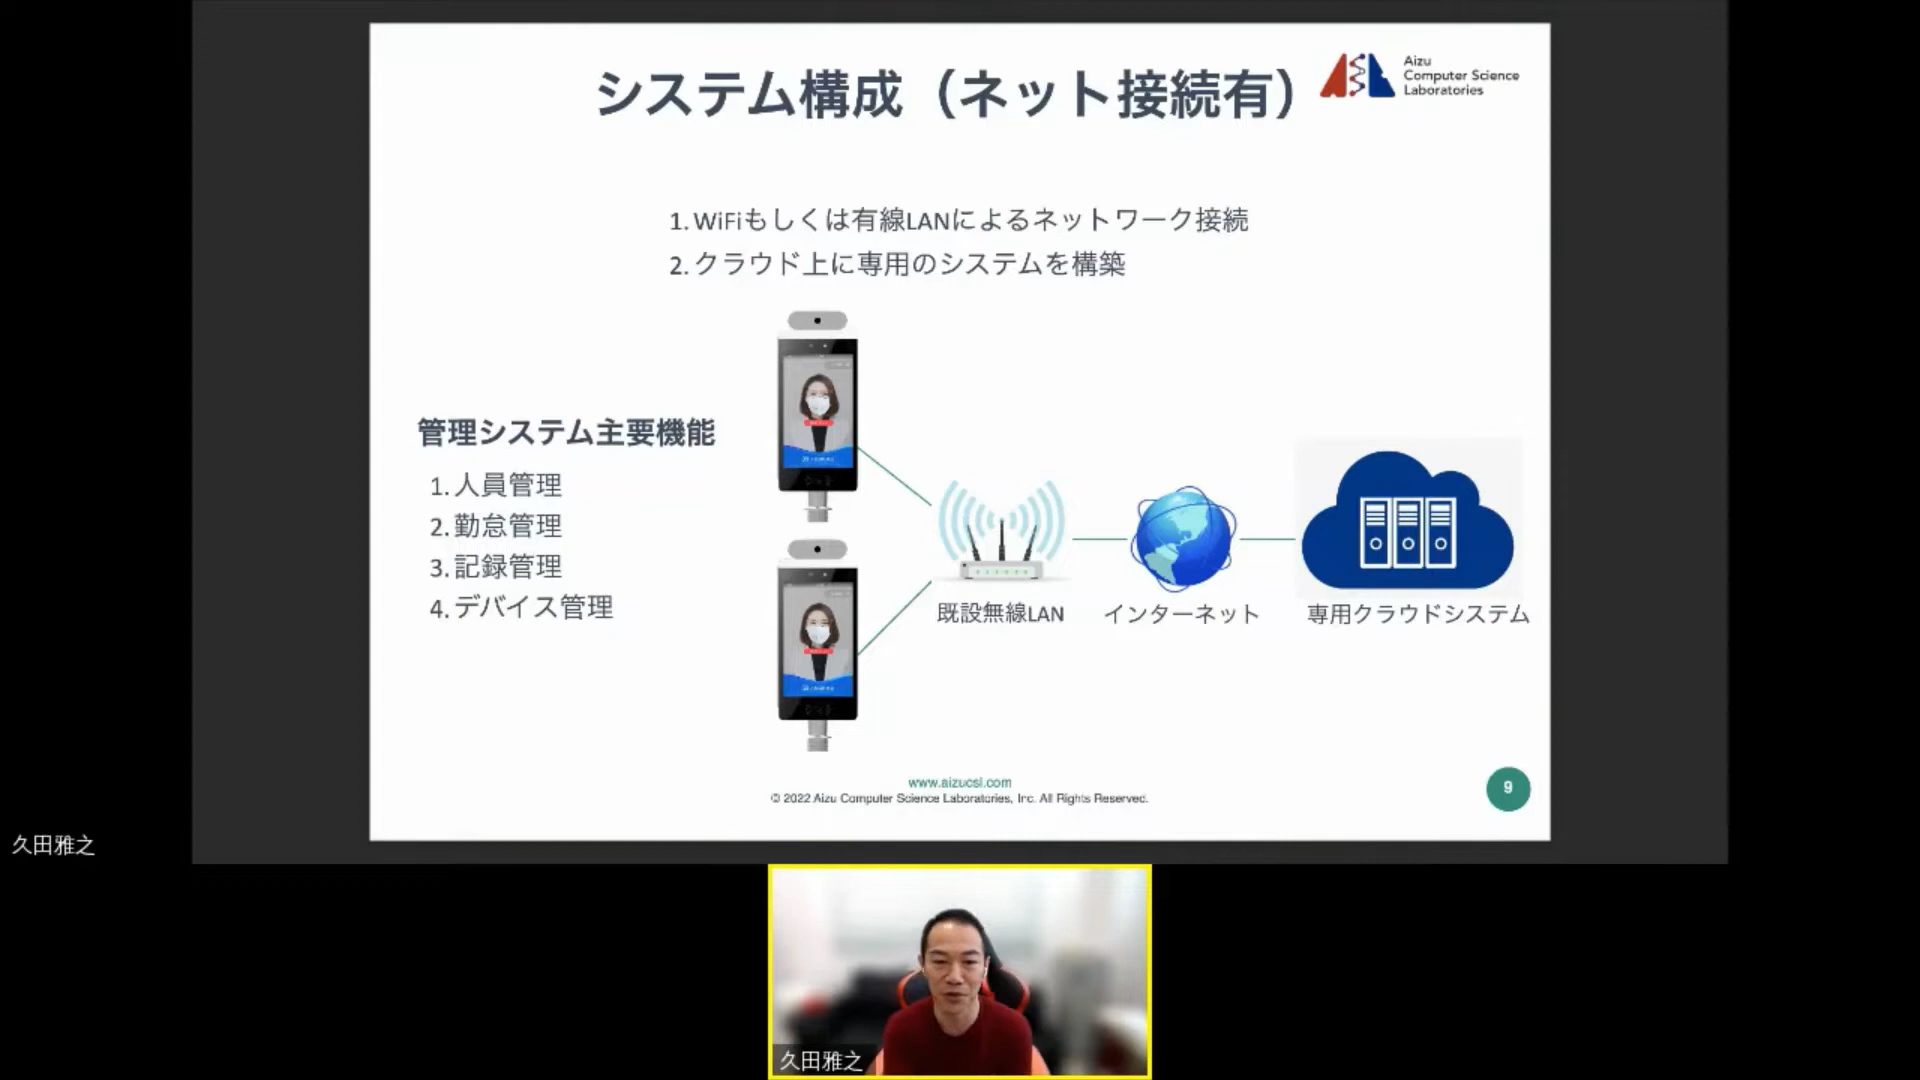 システム構成（ネット接続有）
Aizu
Computer Science
Laboratories
1. WiFiもしくは有線LANによるネットワーク接続
2. クラウド上に専用のシステムを構築
管理システム主要機能
1. 人員管理
2. 勤怠管理
3. 記録管理
4. デバイス管理
既設無線LAN
インターネット
専用クラウドシステム
www.aizucsl.com
© 2022 Aizu Computer Science Laboratories, Inc. All Rights Reserved.
9
久田雅之
久田雅之